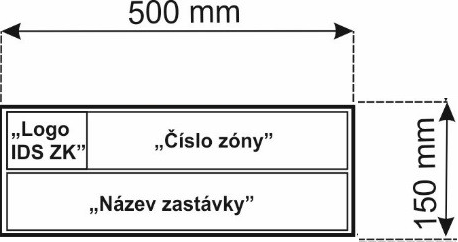 500 mm
„Logo
IDS ZK”
„Číslo zóny”
„Název zastávky”
150 mm